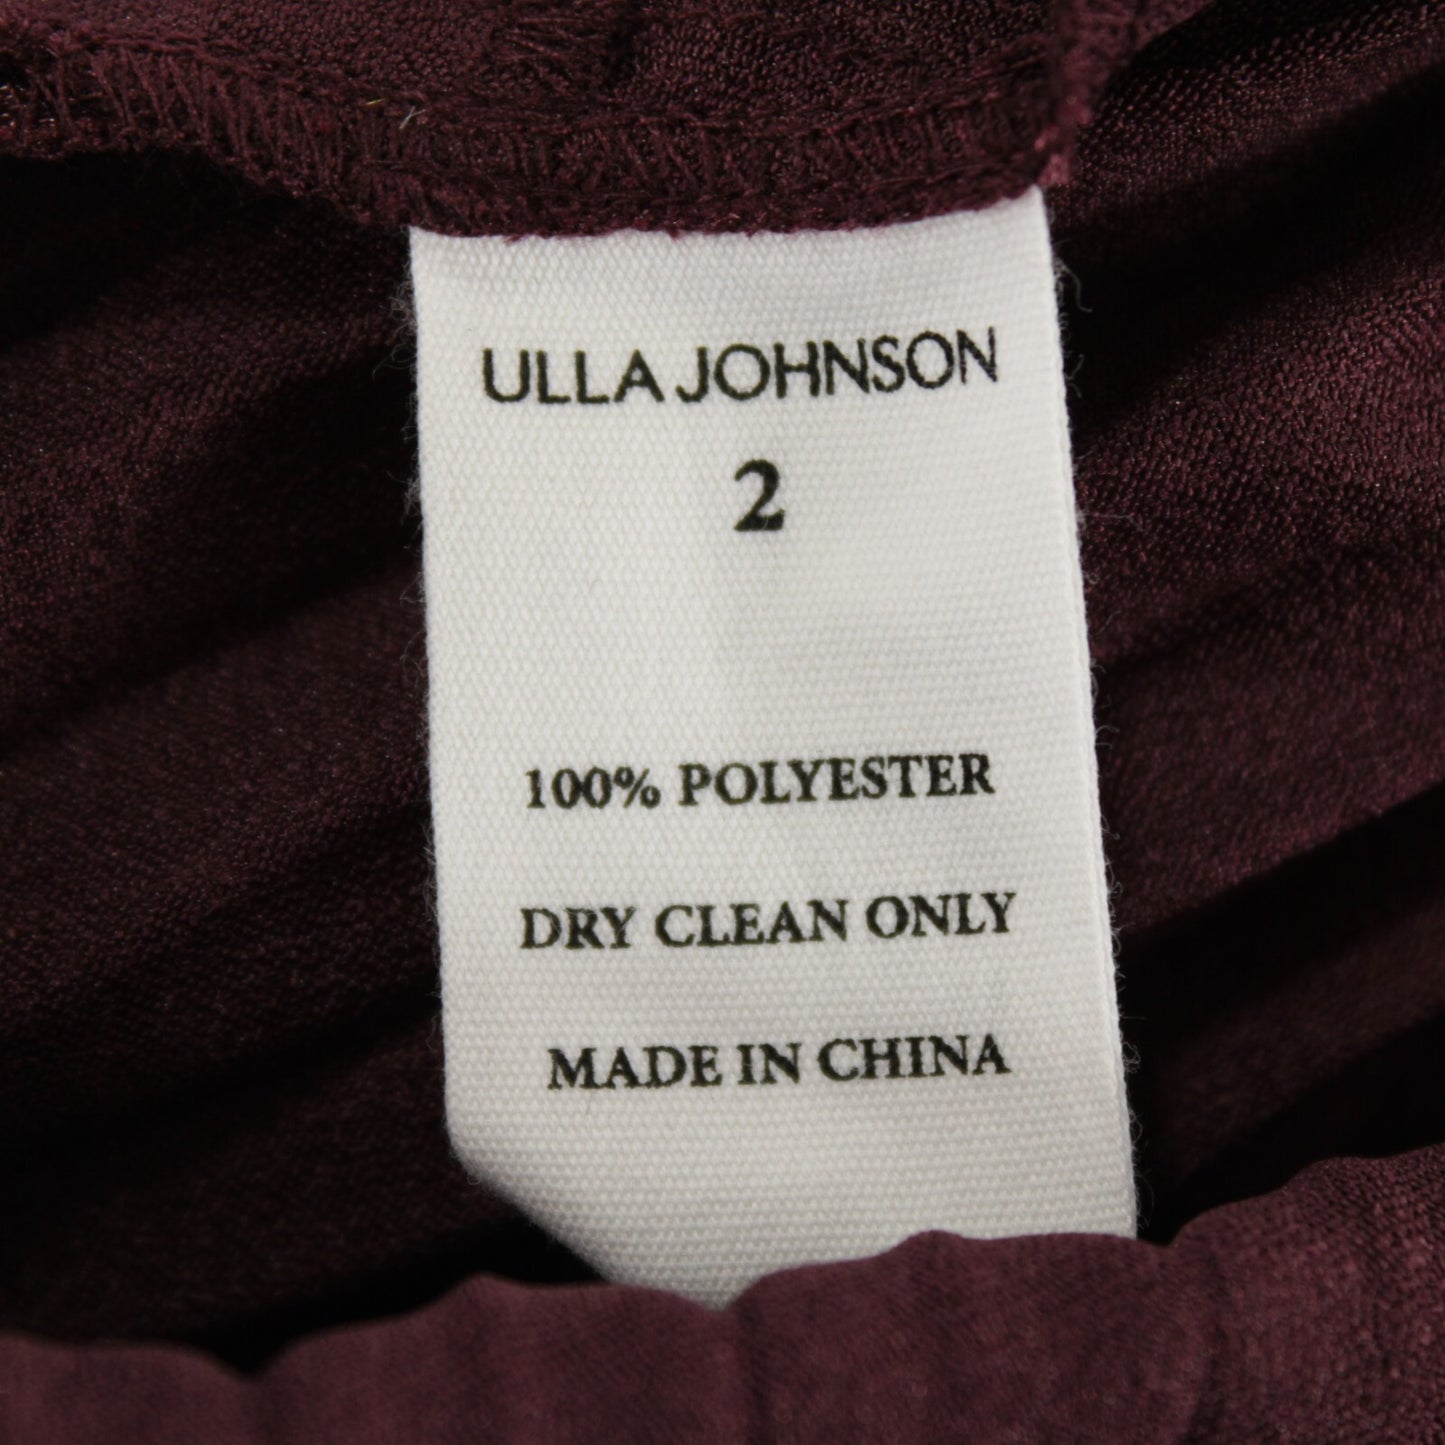 ULLA JOHNSON
2
100% POLYESTER
DRY CLEAN ONLY
MADE IN CHINA